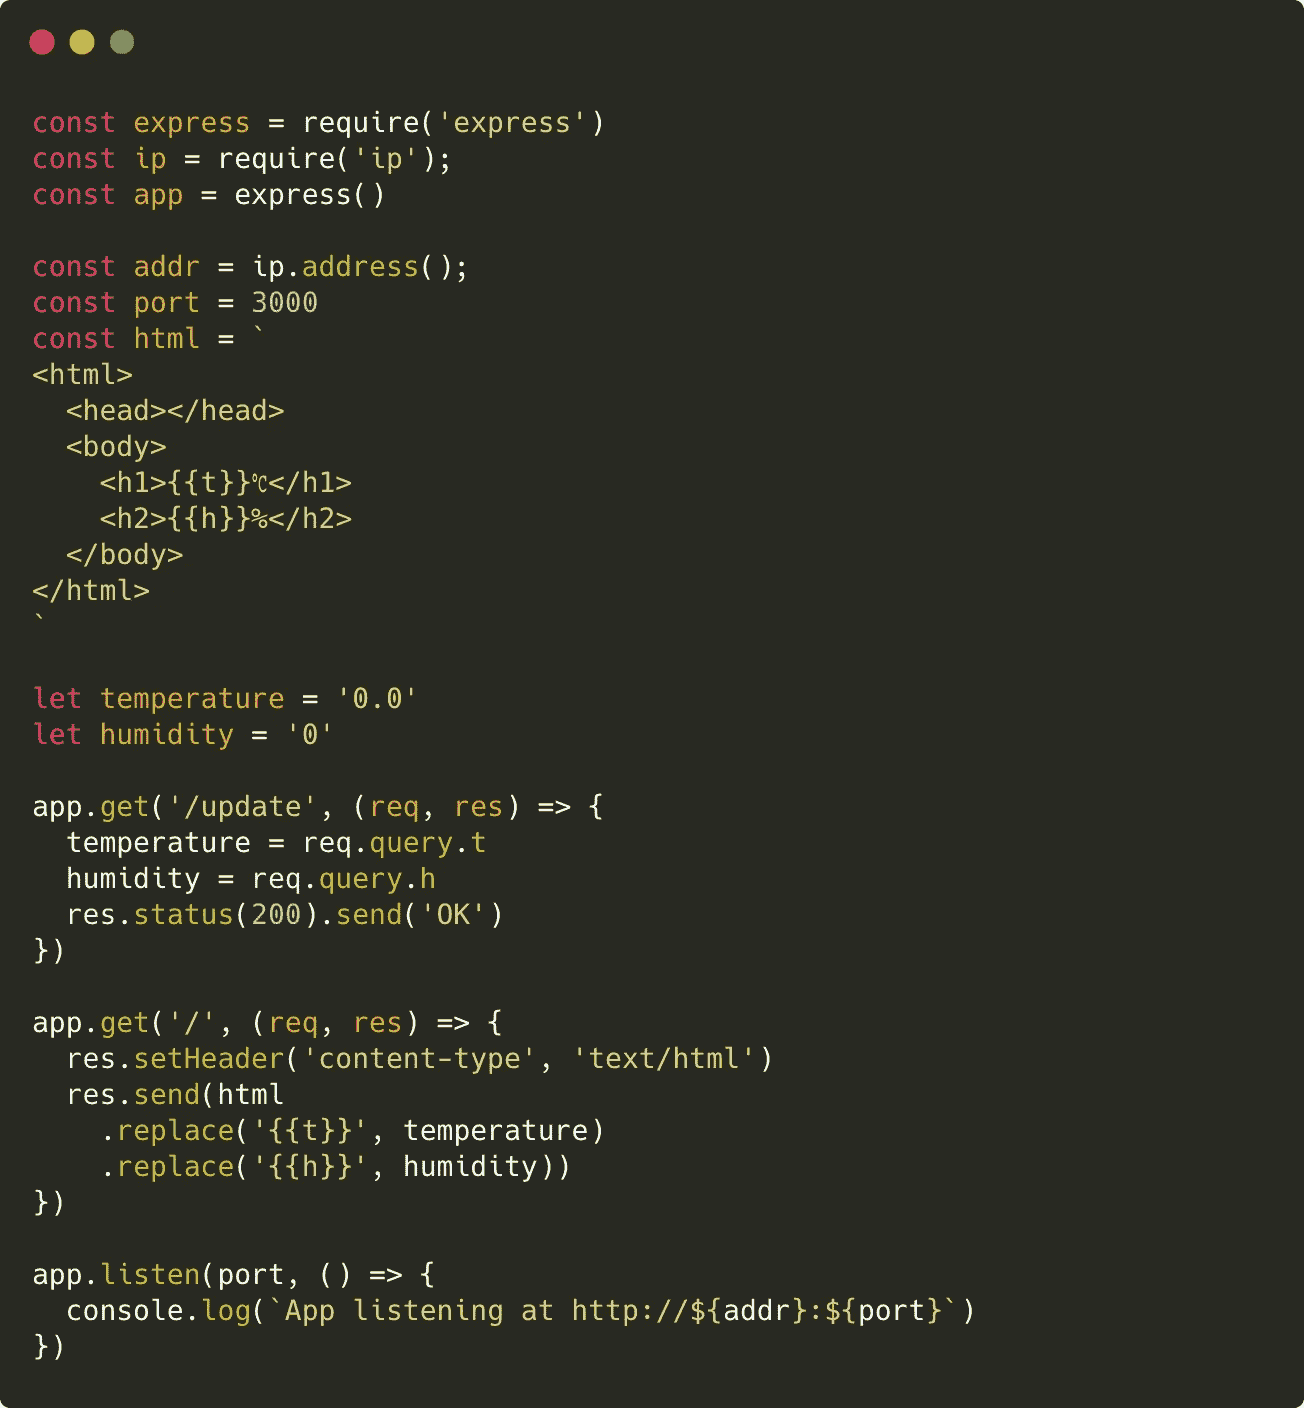 const express = require('express')
const ip = require('ip');
const app = express()

const addr = ip.address();
const port = 3000
const html = `
<html>
  <head></head>
  <body>
    <h1>{{t}}℃</h1>
    <h2>{{h}}%</h2>
  </body>
</html>
`

let temperature = '0.0'
let humidity = '0'

app.get('/update', (req, res) => {
  temperature = req.query.t
  humidity = req.query.h
  res.status(200).send('OK')
})

app.get('/', (req, res) => {
  res.setHeader('content-type', 'text/html')
  res.send(html
    .replace('{{t}}', temperature)
    .replace('{{h}}', humidity))
})

app.listen(port, () => {
  console.log(`App listening at http://${addr}:${port}`)
})